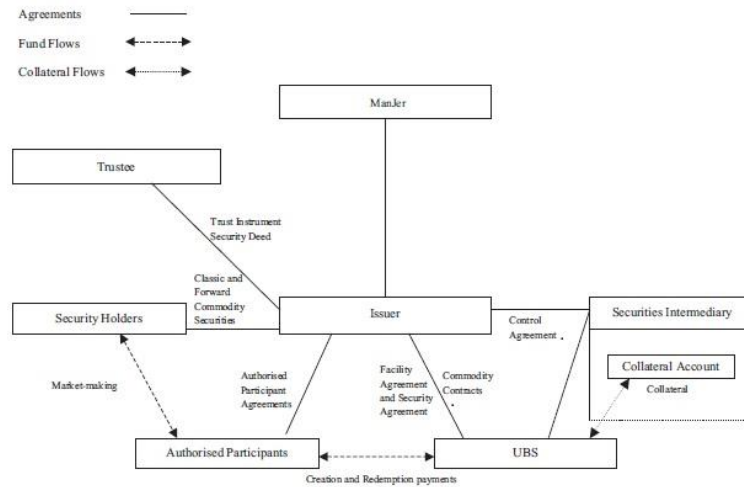 Agreements
Fund Flows
Collateral Flows
ManJer
Trustee
Trust Instrument
Security Deed
Classic and
Forward
Commodity
Securities
Security Holders
Issuer
Securities Intermediary
Control
Agreement
Collateral Account
Collateral
Market-making
Authorised
Participant
Agreements
Facility
Agreement
and Security
Agreement
Commodity
Contracts
Authorised Participants
UBS
Creation and Redemption payments